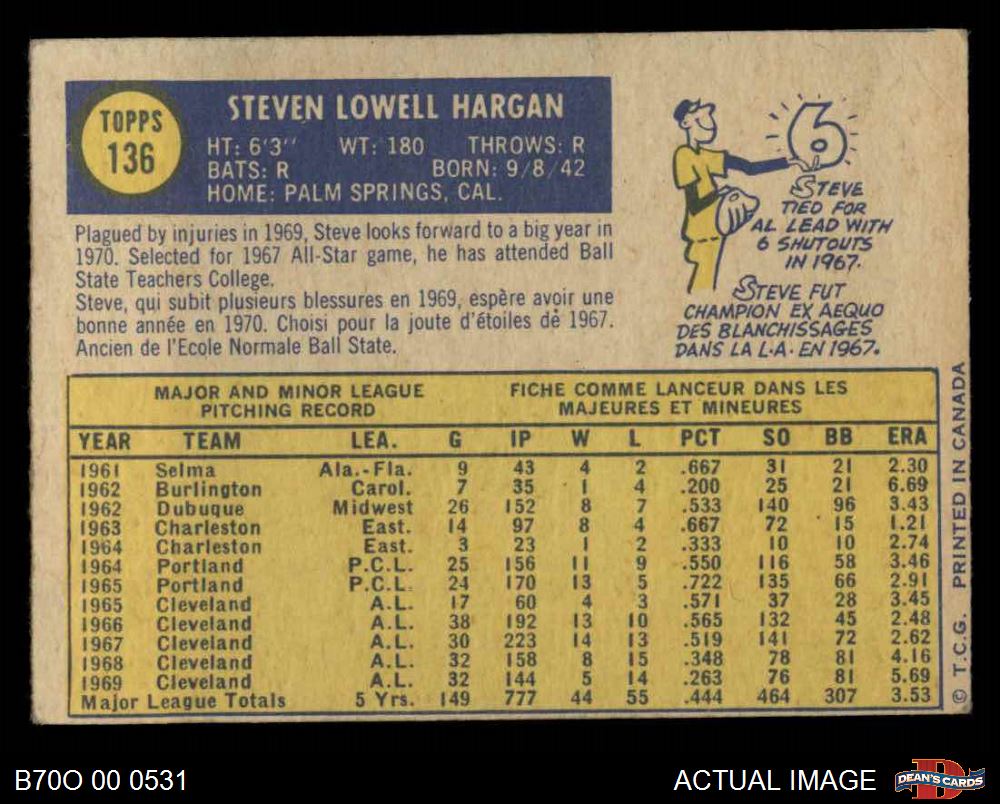 TOPPS
136
STEVEN LOWELL HARGAN
HT: 6'3'' WT: 180 THROWS: R
BATS: R BORN: 9/8/42
HOME: PALM SPRINGS, CAL.
Plagued by injuries in 1969, Steve looks forward to a big year in
1970. Selected for 1967 All-Star game, he has attended Ball
State Teachers College.
Steve, qui subit plusieurs blessures en 1969, espère avoir une
bonne année en 1970. Choisi pour la joute d'étoiles de 1967.
Ancien de l'Ecole Normale Ball State.
6
STEVE
TIED FOR
AL LEAD WITH
6 SHUTOUTS
IN 1967.
STEVE FUT
CHAMPION EX AEQUO
DES BLANCHISSAGES
DANS LA L.A. EN 1967.
MAJOR AND MINOR LEAGUE
PITCHING RECORD
FICHE COMME LANCEUR DANS LES
MAJEURES ET MINEURES
YEAR TEAM LEA. G IP W L PCT SO BB ERA
1961 Selma Ala.-Fla. 9 43 4 2 .667 31 21 2.30
1962 Burlington Carol. 7 35 1 4 .200 25 21 6.69
1962 Dubuque Midwest 26 152 8 7 .533 140 96 3.43
1963 Charleston East. 14 97 8 4 .667 72 15 1.21
1964 Charleston East. 3 23 1 2 .333 10 10 2.74
1964 Portland P.C.L. 25 156 11 9 .550 116 58 3.46
1965 Portland P.C.L. 24 170 13 5 .722 135 66 2.91
1965 Cleveland A.L. 17 60 4 3 .571 37 28 3.45
1966 Cleveland A.L. 38 192 13 10 .565 132 45 2.48
1967 Cleveland A.L. 30 223 14 13 .519 141 72 2.62
1968 Cleveland A.L. 32 158 8 15 .348 78 81 4.16
1969 Cleveland A.L. 32 144 5 14 .263 76 81 5.69
Major League Totals 5 Yrs. 149 777 44 55 .444 464 307 3.53
© T.C.G. PRINTED IN CANADA
B70O 00 0531
ACTUAL IMAGE
DEAN'S CARDS